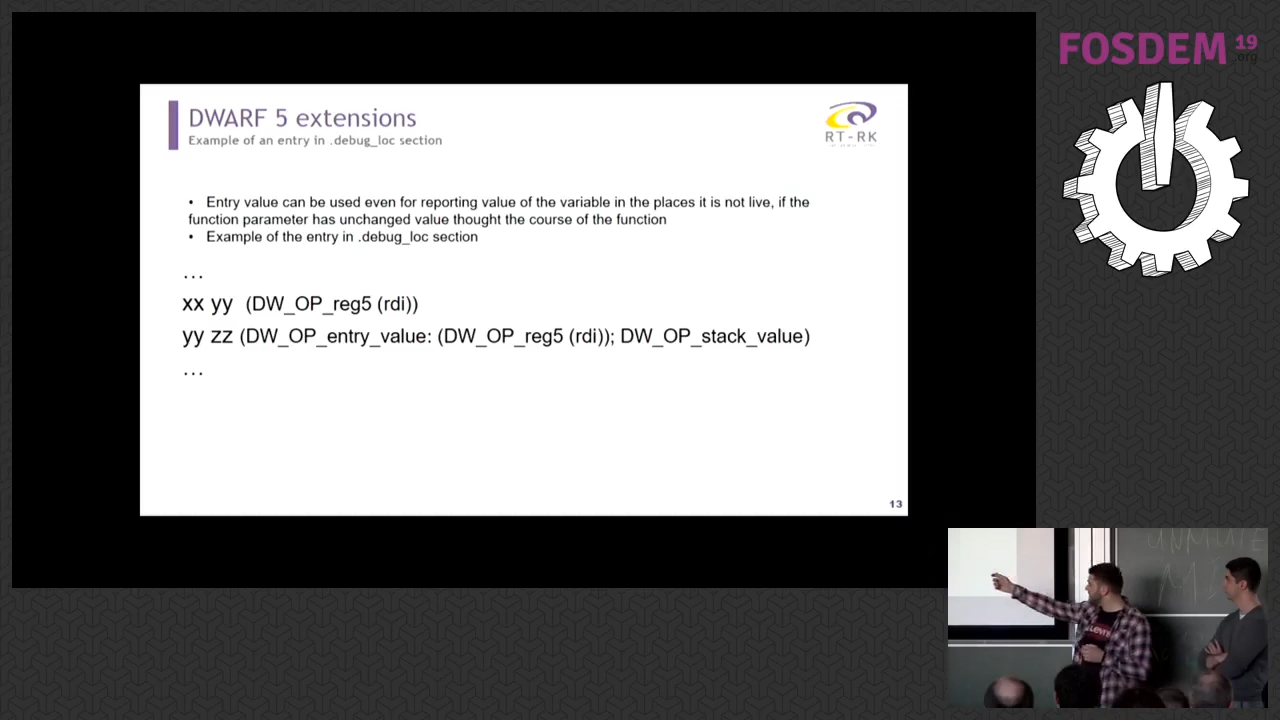 FOSDEM 19
.org
DWARF 5 extensions
Example of an entry in .debug_loc section
RT-RK
• Entry value can be used even for reporting value of the variable in the places it is not live, if the
function parameter has unchanged value thought the course of the function
• Example of the entry in .debug_loc section
...
xx yy (DW_OP_reg5 (rdi))
yy zz (DW_OP_entry_value: (DW_OP_reg5 (rdi)); DW_OP_stack_value)
...
13
UNMUTE
Levi's